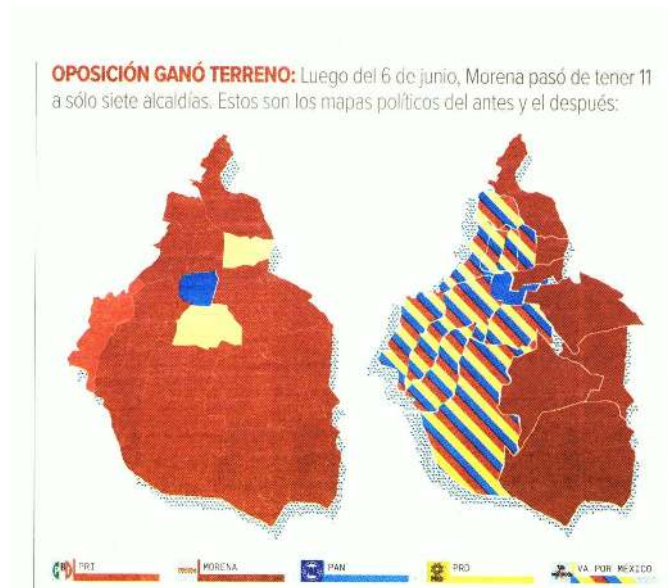 OPOSICIÓN GANÓ TERRENO: Luego del 6 de junio, Morena pasó de tener 11
a sólo siete alcaldías. Estos son los mapas políticos del antes y el después:
PRI
MORENA
PAN
PRD
VA POR MÉXICO